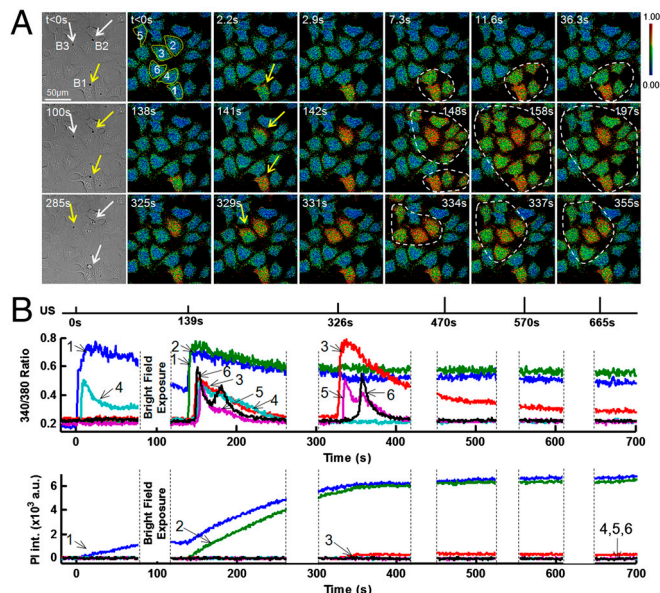 A
t<0s
B3
B2
B1
50μm
t<0s
5
2
3
6
4
1
2.2s
2.9s
7.3s
11.6s
36.3s
1.00
0.00
100s
138s
141s
142s
148s
158s
197s
285s
325s
329s
331s
334s
337s
355s
B
US
0s
139s
326s
470s
570s
665s
340/380 Ratio
0.8
0.6
0.4
0.2
1
4
Bright Field
Exposure
2
1
6
3
5
4
3
5
6
0 100 200 300 400 500 600 700
Time (s)
PI int. (x10³ a.u.)
6
4
2
0
1
Bright Field
Exposure
2
3
4,5,6
0 100 200 300 400 500 600 700
Time (s)